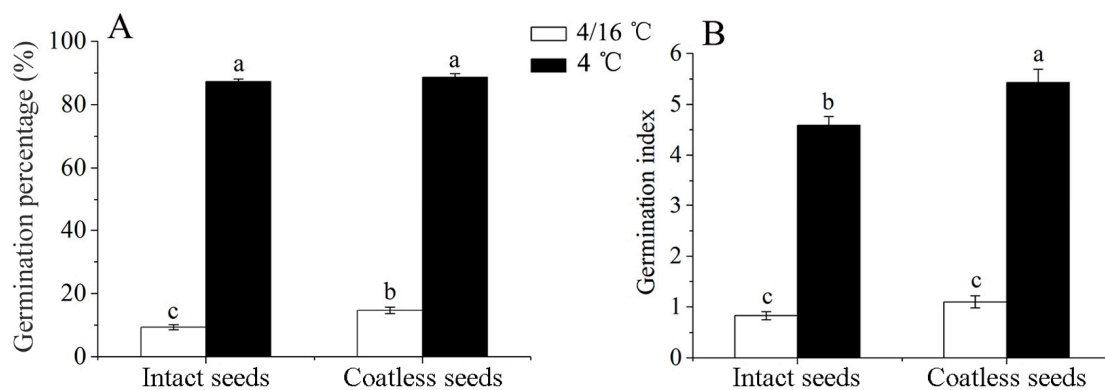 A
Germination percentage (%)
100
80
60
40
20
0
c
a
b
a
Intact seeds
Coatless seeds
4/16 ℃
4 ℃
B
Germination index
6
5
4
3
2
1
0
c
b
c
a
Intact seeds
Coatless seeds